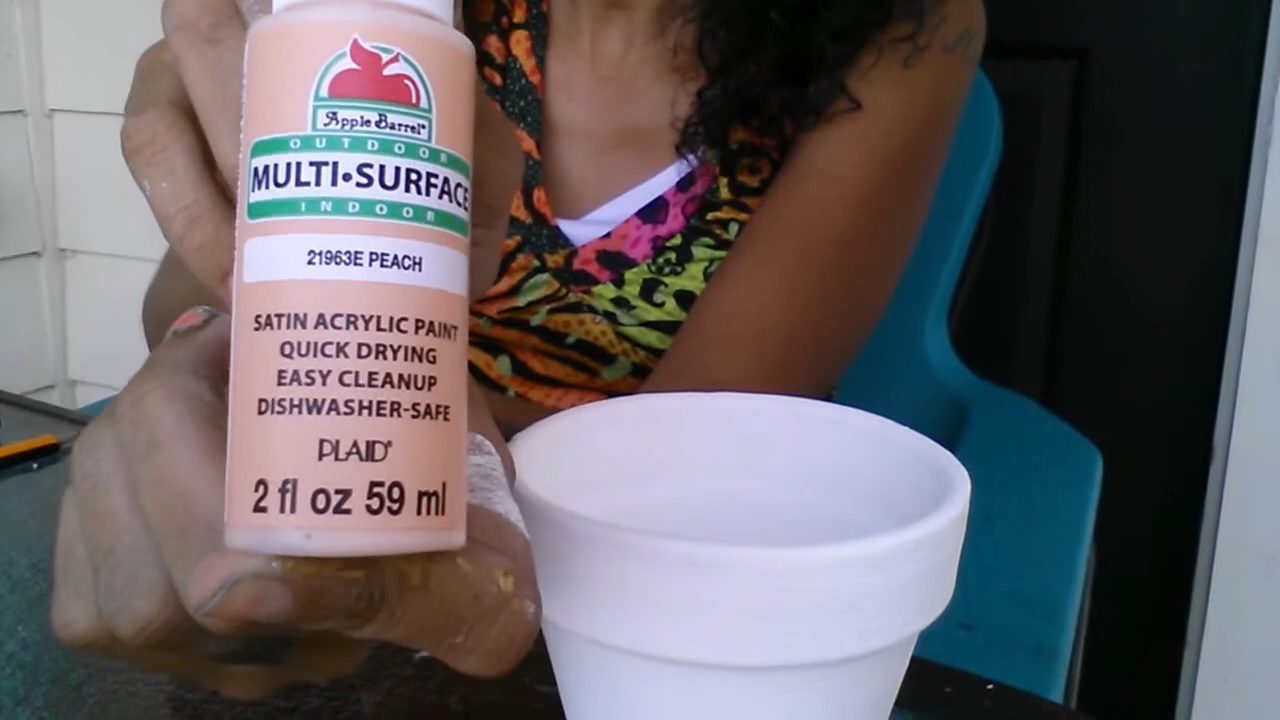 Apple Barrel®
OUTDOOR
MULTI•SURFACE
INDOOR
21963E PEACH
SATIN ACRYLIC PAINT
QUICK DRYING
EASY CLEANUP
DISHWASHER-SAFE
PLAID®
2 fl oz 59 ml